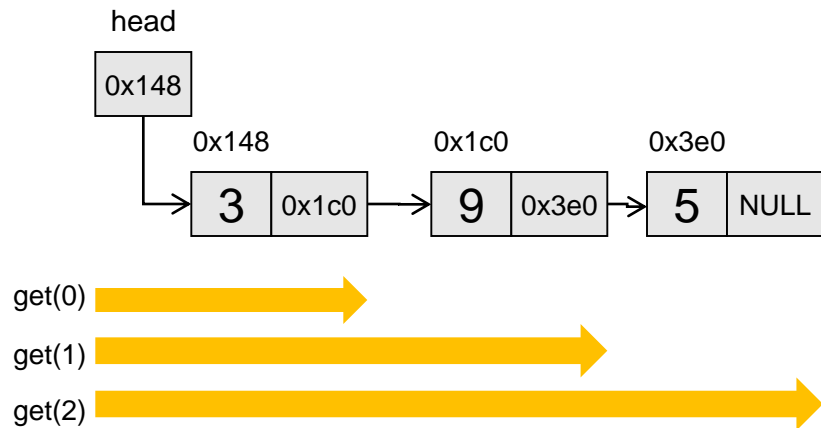 head
0x148
0x148 0x1c0 0x3e0
3 0x1c0 9 0x3e0 5 NULL
get(0)
get(1)
get(2)